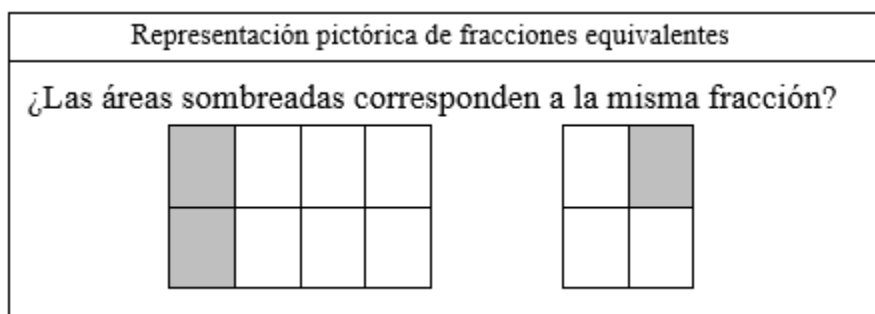 Representación pictórica de fracciones equivalentes
¿Las áreas sombreadas corresponden a la misma fracción?